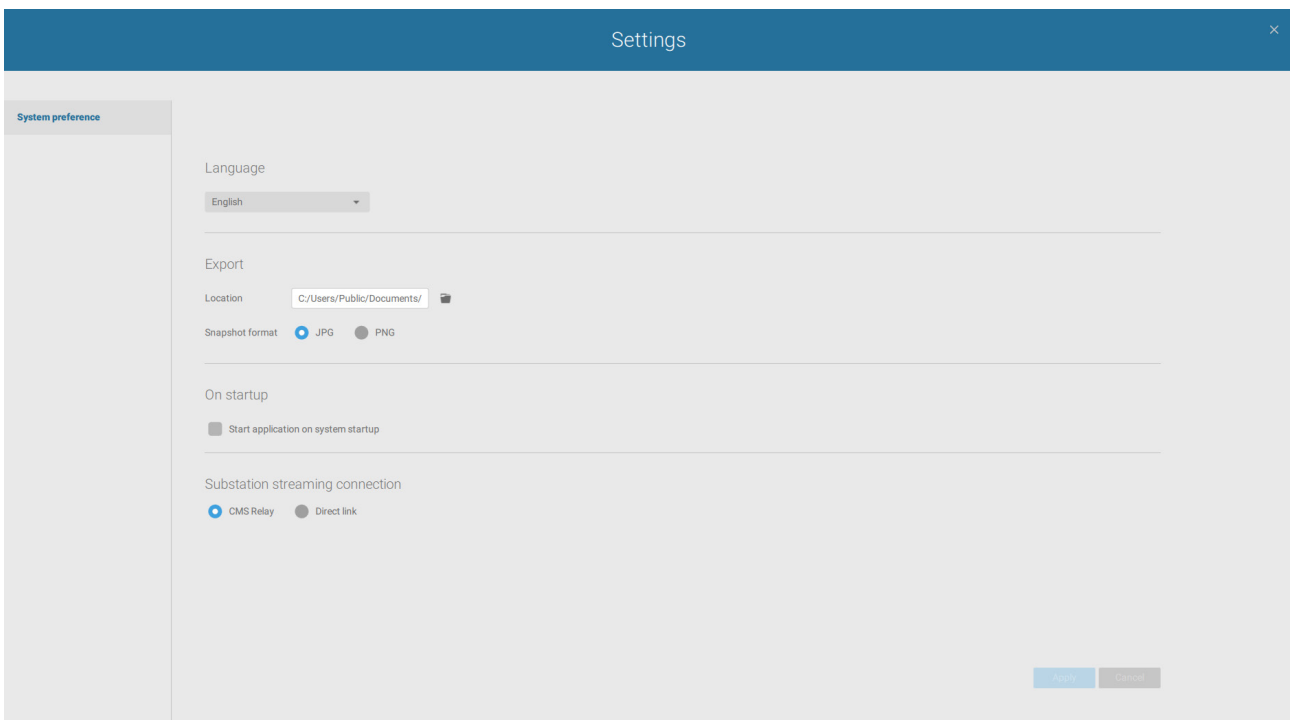 Settings
System preference
Language
English
Export
Location C:/Users/Public/Documents/
Snapshot format JPG PNG
On startup
Start application on system startup
Substation streaming connection
CMS Relay Direct link
Apply Cancel